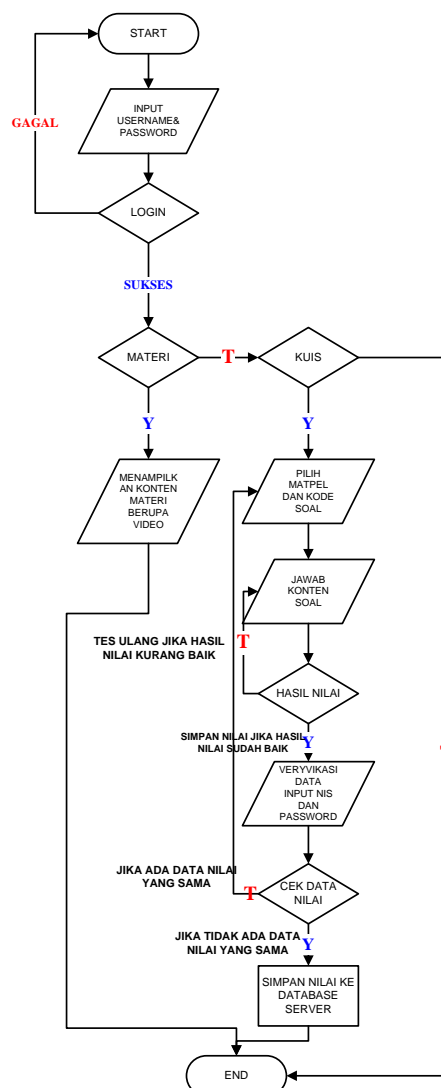 START
INPUT
USERNAME&
PASSWORD
GAGAL
LOGIN
SUKSES
MATERI
T
KUIS
Y
Y
MENAMPILK
AN KONTEN
MATERI
BERUPA
VIDEO
PILIH
MATPEL
DAN KODE
SOAL
JAWAB
KONTEN
SOAL
TES ULANG JIKA HASIL
NILAI KURANG BAIK
T
HASIL NILAI
SIMPAN NILAI JIKA HASIL
NILAI SUDAH BAIK
Y
VERYVIKASI
DATA
INPUT NIS
DAN
PASSWORD
JIKA ADA DATA NILAI
YANG SAMA
T
CEK DATA
NILAI
JIKA TIDAK ADA DATA
NILAI YANG SAMA
Y
SIMPAN NILAI KE
DATABASE
SERVER
END